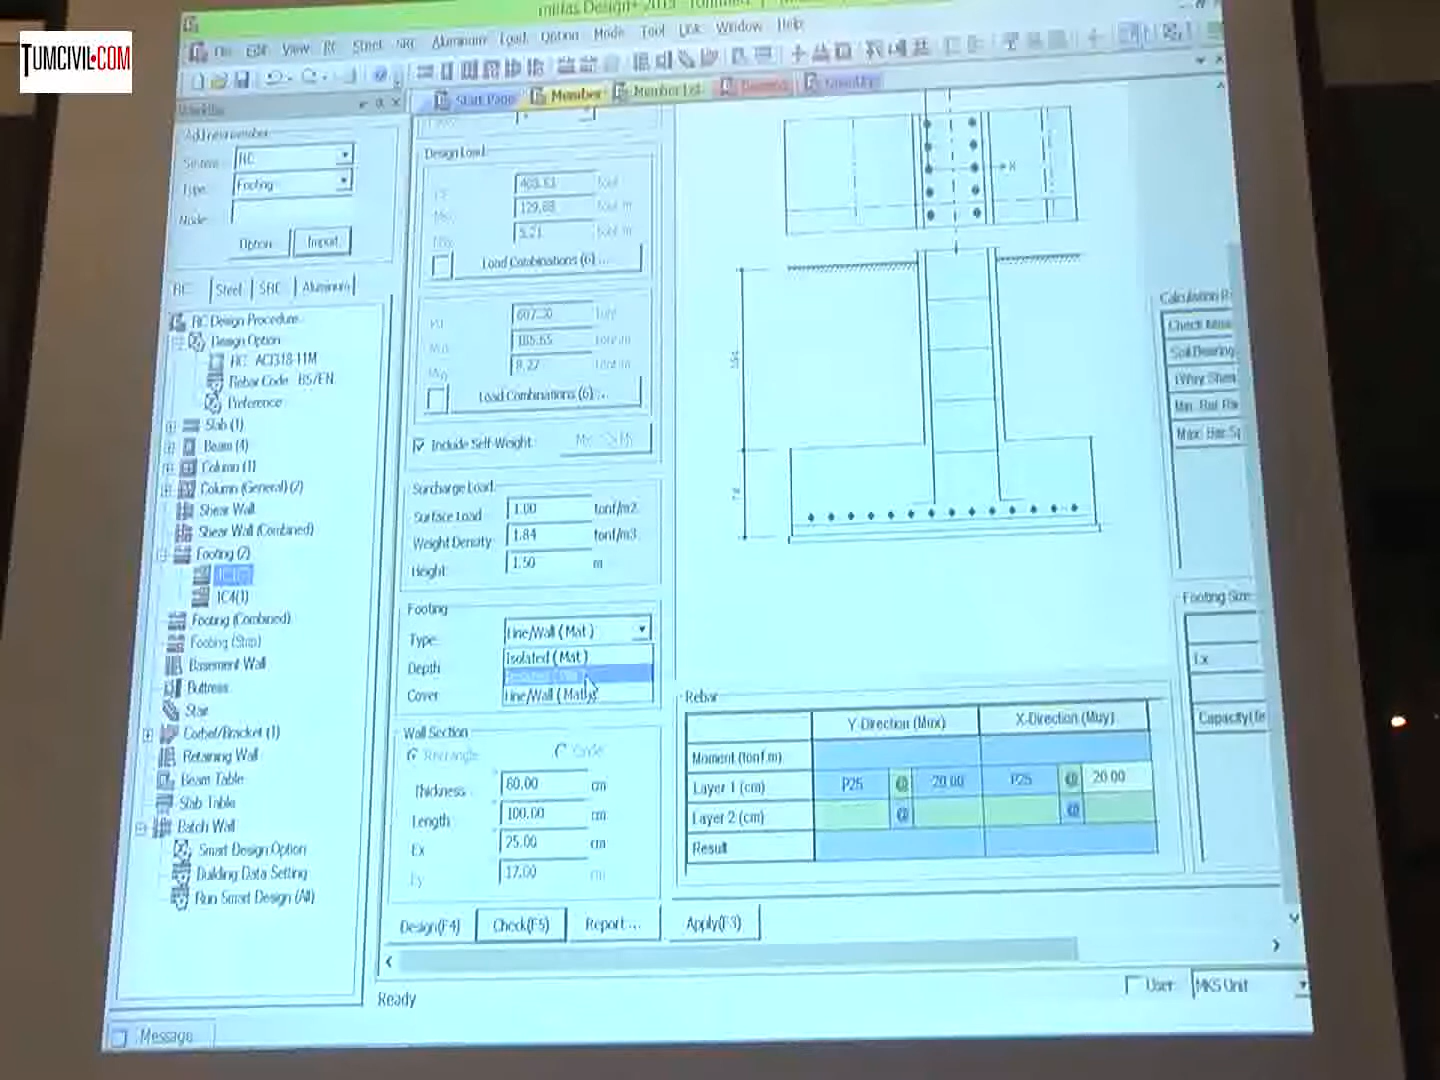 TUMCIVIL.COM
midas Design+
File Edit View RC Steel SRC Aluminum Load Option Mode Tool Link Window Help
Workbar
Start Page
Member
Member List
Add new member
System: RC
Type: Footing
Node:
Option
Import
RC
Steel
SRC
Aluminum
RC Design Procedure
Design Option
RC : ACI318-11M
Rebar Code : BS/EN
Preference
Slab (1)
Beam (4)
Column (1)
Column (General) (2)
Shear Wall
Shear Wall (Combined)
Footing (2)
1C4(1)
Footing (Combined)
Footing (Strap)
Basement Wall
Buttress
Stair
Corbel/Bracket (1)
Retaining Wall
Beam Table
Slab Table
Batch Wall
Smart Design Option
Building Data Setting
Run Smart Design (All)
Message
Design Load
129.88
5.21
Load Combinations (6) ...
185.65
8.27
Load Combinations (6) ...
Include Self-Weight
Surcharge Load
Surface Load 1.00 tonf/m2
Weight Density 1.84 tonf/m3
Height: 1.50 m
Footing
Type Line/Wall ( Mat )
Isolated ( Mat )
Line/Wall ( Mat )
Depth
Cover
Wall Section
Rectangle
Circle
Thickness 60.00 cm
Length 100.00 cm
Ex 25.00 cm
Ey 17.00 cm
Design(F4)
Check(F5)
Report ...
Apply(F3)
Ready
X
Rebar
Y-Direction (Mux)
X-Direction (Muy)
Moment (tonf.m)
Layer 1 (cm) P25 @ 20.00 P25 @ 20.00
Layer 2 (cm) @ @
Result
Soil Bearing
Footing Size
Lx
User
MKS Unit